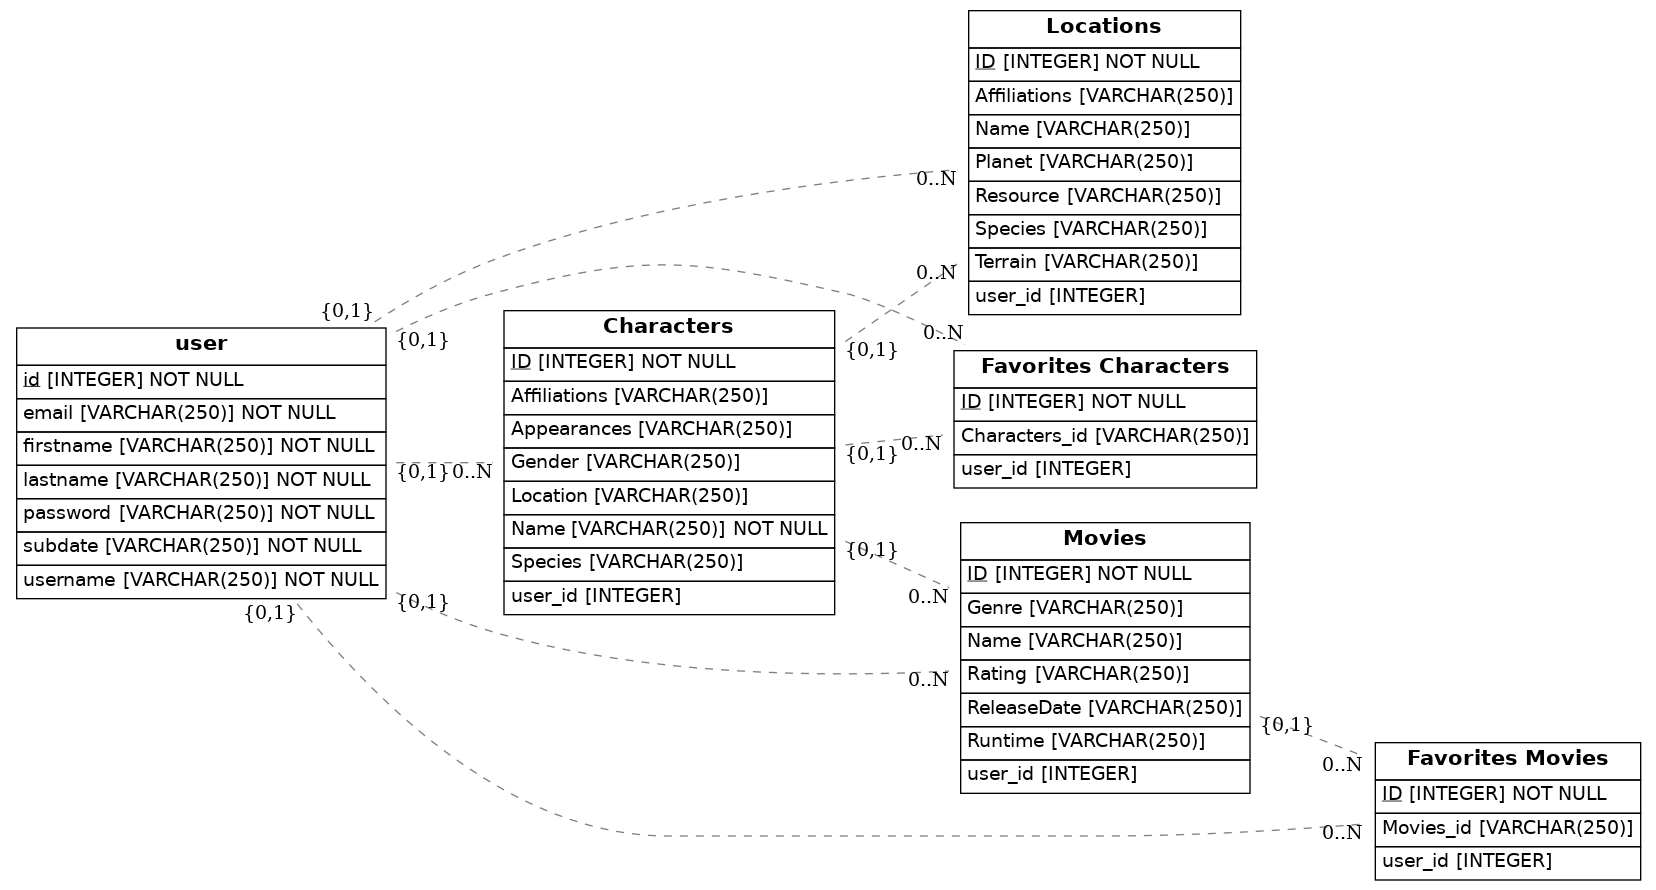 Locations
ID [INTEGER] NOT NULL
Affiliations [VARCHAR(250)]
Name [VARCHAR(250)]
Planet [VARCHAR(250)]
Resource [VARCHAR(250)]
Species [VARCHAR(250)]
Terrain [VARCHAR(250)]
user_id [INTEGER]
0..N
0..N
{0,1}
{0,1}
user
id [INTEGER] NOT NULL
email [VARCHAR(250)] NOT NULL
firstname [VARCHAR(250)] NOT NULL
lastname [VARCHAR(250)] NOT NULL
password [VARCHAR(250)] NOT NULL
subdate [VARCHAR(250)] NOT NULL
username [VARCHAR(250)] NOT NULL
{0,1}
0..N
{0,1}
{0,1}
Characters
ID [INTEGER] NOT NULL
Affiliations [VARCHAR(250)]
Appearances [VARCHAR(250)]
Gender [VARCHAR(250)]
Location [VARCHAR(250)]
Name [VARCHAR(250)] NOT NULL
Species [VARCHAR(250)]
user_id [INTEGER]
{0,1}
{0,1}
{0,1}
0..N
0..N
Favorites Characters
ID [INTEGER] NOT NULL
Characters_id [VARCHAR(250)]
user_id [INTEGER]
0..N
0..N
Movies
ID [INTEGER] NOT NULL
Genre [VARCHAR(250)]
Name [VARCHAR(250)]
Rating [VARCHAR(250)]
ReleaseDate [VARCHAR(250)]
Runtime [VARCHAR(250)]
user_id [INTEGER]
{0,1}
0..N
0..N
Favorites Movies
ID [INTEGER] NOT NULL
Movies_id [VARCHAR(250)]
user_id [INTEGER]